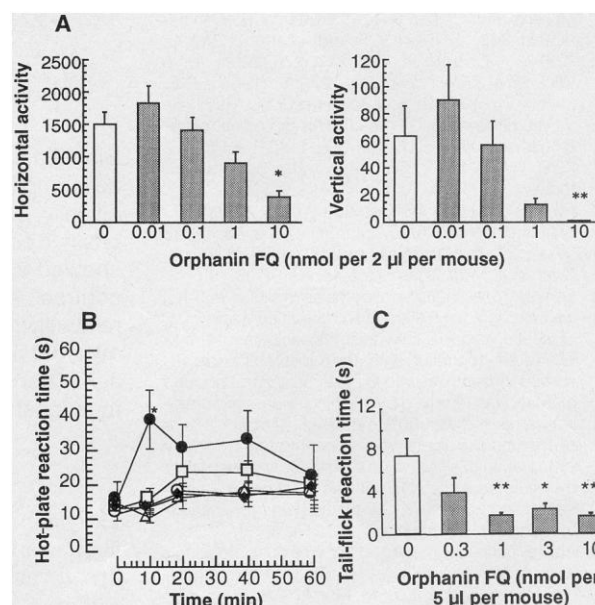 A
Horizontal activity
2500
2000
1500
1000
500
0
*
0 0.01 0.1 1 10
Vertical activity
120
100
80
60
40
20
0
**
0 0.01 0.1 1 10
Orphanin FQ (nmol per 2 µl per mouse)
B
Hot-plate reaction time (s)
60
50
40
30
20
10
0
*
0 10 20 30 40 50 60
Time (min)
C
Tail-flick reaction time (s)
12
8
4
0
** * **
0 0.3 1 3 10
Orphanin FQ (nmol per
5 µl per mouse)